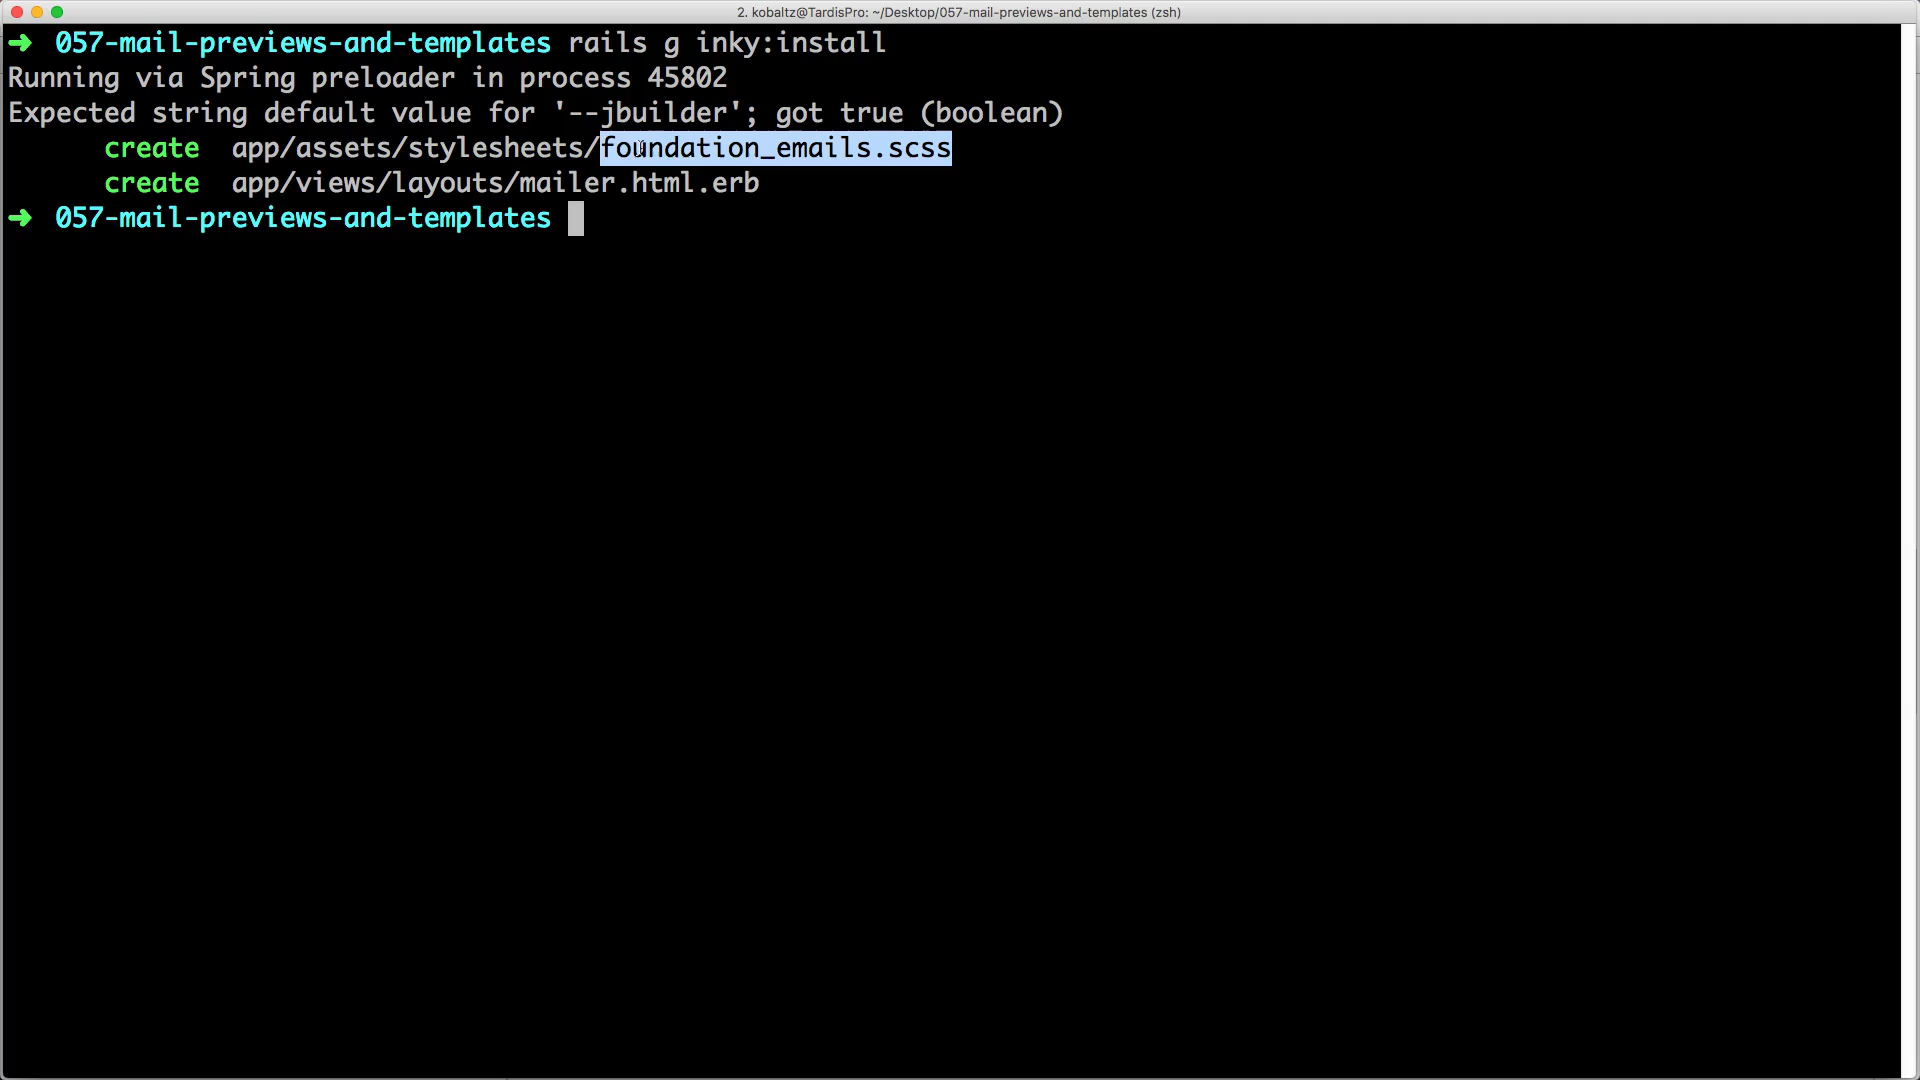 2. kobaltz@TardisPro: ~/Desktop/057-mail-previews-and-templates (zsh)
➜ 057-mail-previews-and-templates rails g inky:install
Running via Spring preloader in process 45802
Expected string default value for '--jbuilder'; got true (boolean)
create app/assets/stylesheets/foundation_emails.scss
create app/views/layouts/mailer.html.erb
➜ 057-mail-previews-and-templates